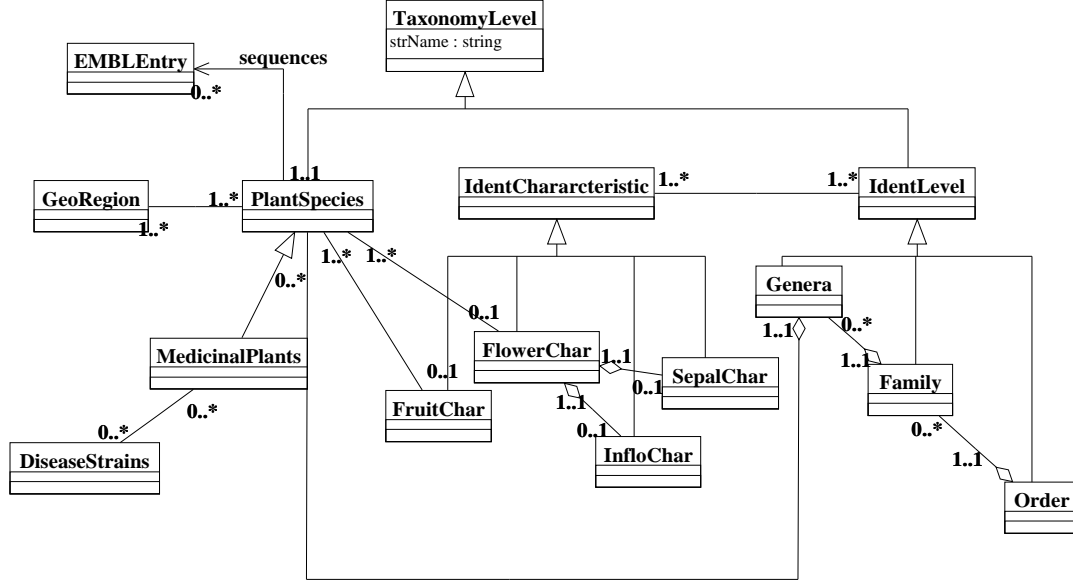 TaxonomyLevel
strName : string
EMBLEntry
sequences
0..*
1..1
GeoRegion
1..*
1..*
PlantSpecies
IdentChararcteristic
1..*
1..*
IdentLevel
0..*
1..*
1..*
Genera
1..1
0..*
0..1
FlowerChar
1..1
MedicinalPlants
0..1
0..1
SepalChar
1..1
Family
0..*
FruitChar
1..1
0..1
0..*
0..*
DiseaseStrains
InfloChar
1..1
Order